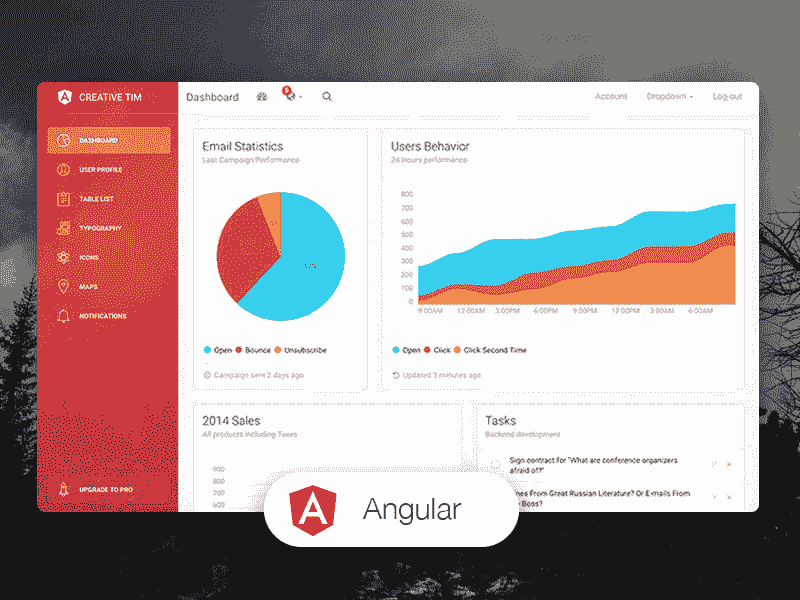 CREATIVE TIM
Dashboard
5
Account
Dropdown
Log out
DASHBOARD
USER PROFILE
TABLE LIST
TYPOGRAPHY
ICONS
MAPS
NOTIFICATIONS
UPGRADE TO PRO
Email Statistics
Last Campaign Performance
Open Bounce Unsubscribe
Campaign sent 2 days ago
Users Behavior
24 Hours performance
800
700
600
500
400
300
200
100
0
9:00AM 12:00AM 3:00PM 6:00PM 9:00PM 12:00PM 3:00AM 6:00AM
Open Click Click Second Time
Updated 3 minutes ago
2014 Sales
All products including Taxes
900
800
700
600
Tasks
Backend development
Sign contract for "What are conference organizers
afraid of?"
From Great Russian Literature? Or E-mails From
Boss?
A Angular